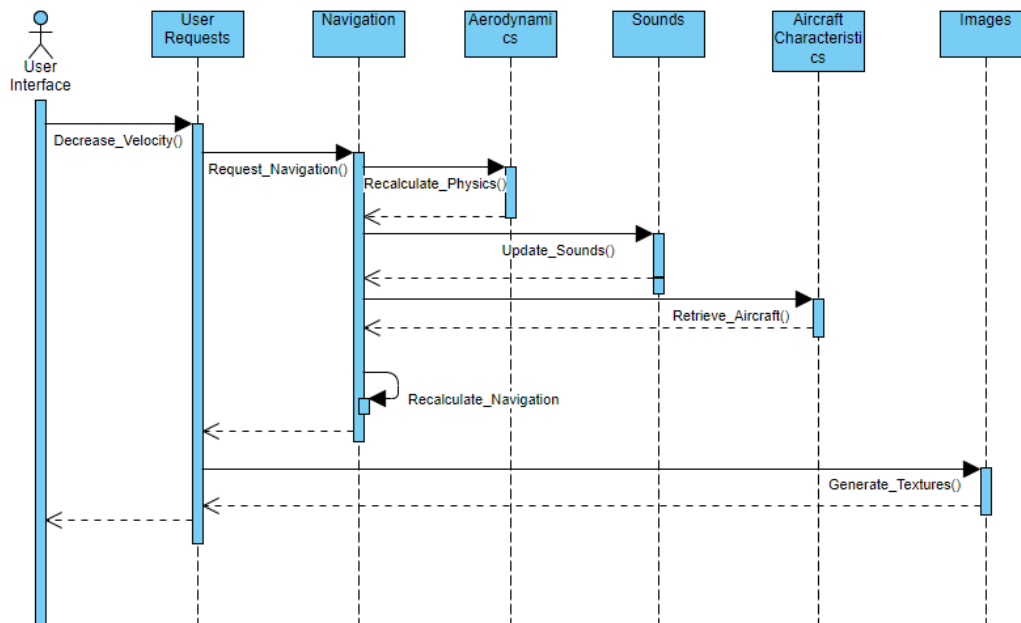 User
Requests
Navigation
Aerodynami
cs
Sounds
Aircraft
Characteristi
cs
Images
User
Interface
Decrease_Velocity()
Request_Navigation()
Recalculate_Physics()
Update_Sounds()
Retrieve_Aircraft()
Recalculate_Navigation
Generate_Textures()